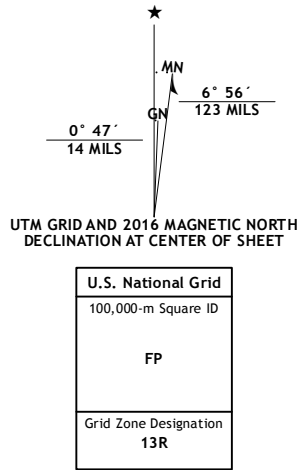 MN
6° 56´
123 MILS
GN
0° 47´
14 MILS
UTM GRID AND 2016 MAGNETIC NORTH
DECLINATION AT CENTER OF SHEET
U.S. National Grid
100,000-m Square ID
FP
Grid Zone Designation
13R